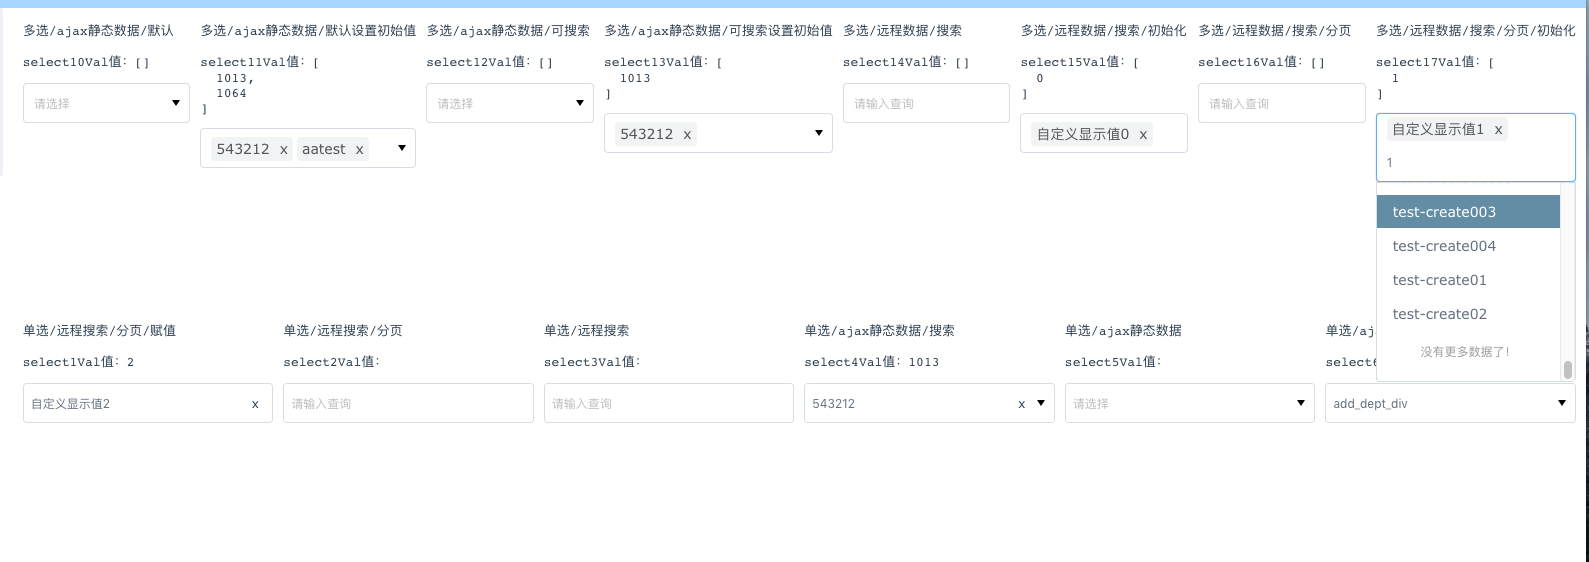 多选/ajax静态数据/默认
select10Val值: []
请选择
多选/ajax静态数据/默认设置初始值
select11Val值: [
1013,
1064
]
543212 x aatest x
多选/ajax静态数据/可搜索
select12Val值: []
请选择
多选/ajax静态数据/可搜索设置初始值
select13Val值: [
1013
]
543212 x
多选/远程数据/搜索
select14Val值: []
请输入查询
多选/远程数据/搜索/初始化
select15Val值: [
0
]
自定义显示值0 x
多选/远程数据/搜索/分页
select16Val值: []
请输入查询
多选/远程数据/搜索/分页/初始化
select17Val值: [
1
]
自定义显示值1 x
1
test-create003
test-create004
test-create01
test-create02
没有更多数据了!
单选/远程搜索/分页/赋值
select1Val值: 2
自定义显示值2 x
单选/远程搜索/分页
select2Val值:
请输入查询
单选/远程搜索
select3Val值:
请输入查询
单选/ajax静态数据/搜索
select4Val值: 1013
543212 x
单选/ajax静态数据
select5Val值:
请选择
单选/aj
select
add_dept_div